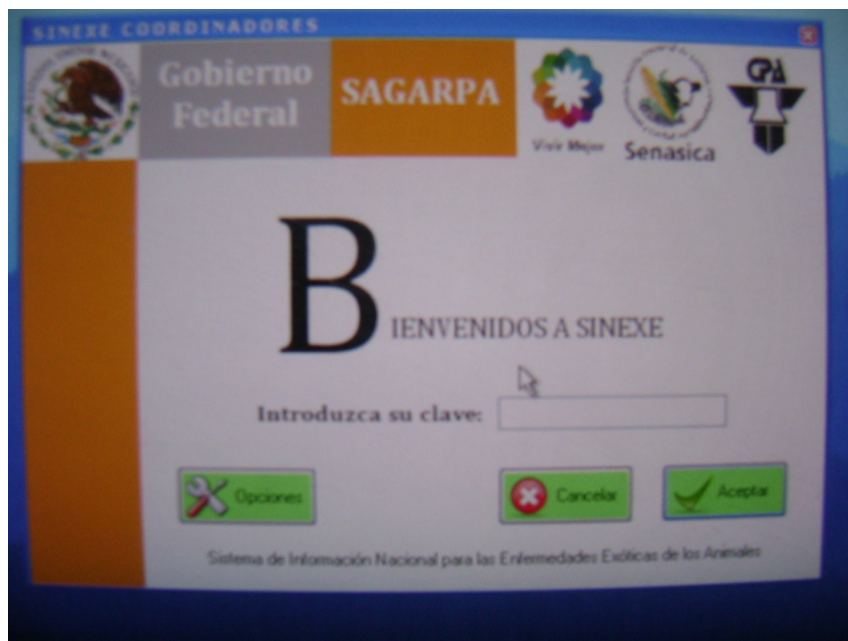 SINEXE COORDINADORES
Gobierno
Federal
SAGARPA
Vivir Mejor
Senasica
CPA
BIENVENIDOS A SINEXE
Introduzca su clave:
Opciones
Cancelar
Aceptar
Sistema de Información Nacional para las Enfermedades Exóticas de los Animales